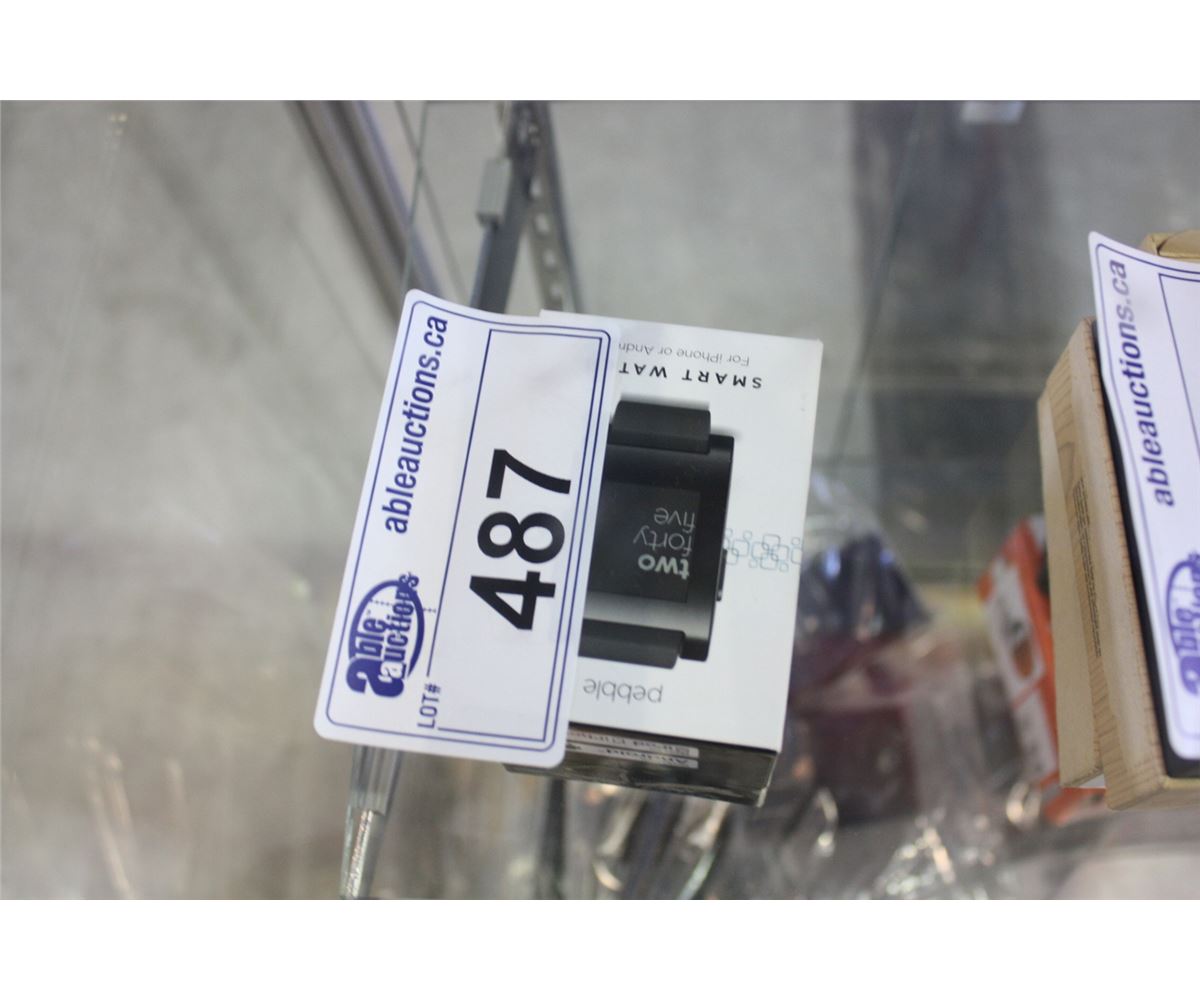 ableauctions.ca
able
auctions
LOT#
487
SMART WAT
For iPhone or Andr
two
forty
five
pebble
ableauctions.ca